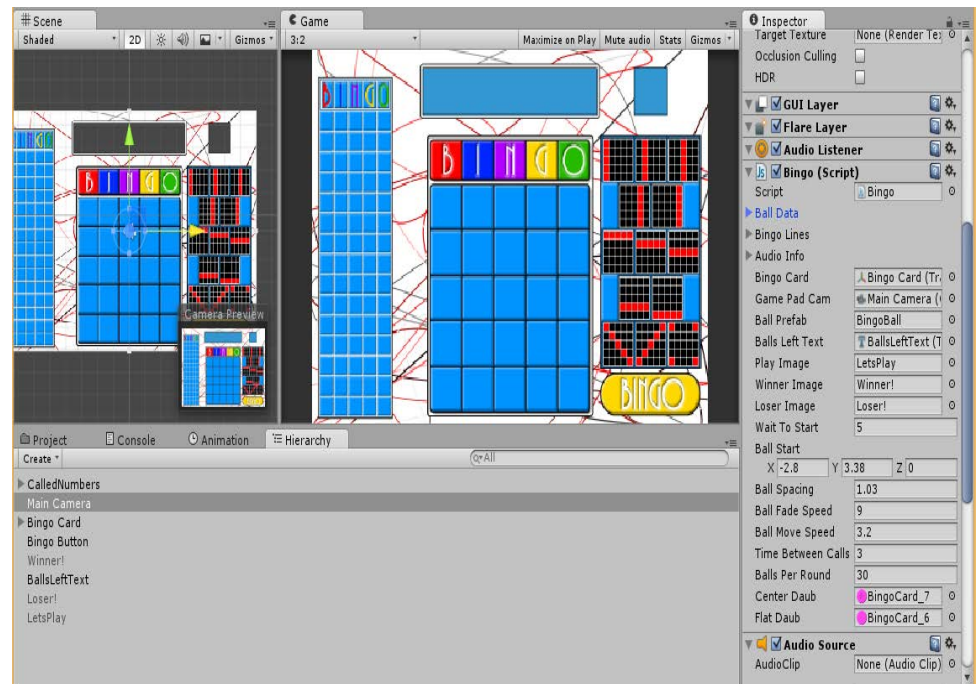 Scene
Shaded 2D Gizmos
BINGO
BINGO
Camera Preview
Game
3:2 Maximize on Play Mute audio Stats Gizmos
BINGO
BINGO
BINGO
Project Console Animation Hierarchy
Create All
CalledNumbers
Main Camera
Bingo Card
Bingo Button
Winner!
BallsLeftText
Loser!
LetsPlay
Inspector
Target Texture None (Render Te
Occlusion Culling
HDR
GUI Layer
Flare Layer
Audio Listener
Bingo (Script)
Script Bingo
Ball Data
Bingo Lines
Audio Info
Bingo Card Bingo Card (Tr
Game Pad Cam Main Camera (
Ball Prefab BingoBall
Balls Left Text BallsLeftText (T
Play Image LetsPlay
Winner Image Winner!
Loser Image Loser!
Wait To Start 5
Ball Start
X -2.8 Y 3.38 Z 0
Ball Spacing 1.03
Ball Fade Speed 9
Ball Move Speed 3.2
Time Between Calls 3
Balls Per Round 30
Center Daub BingoCard_7
Flat Daub BingoCard_6
Audio Source
AudioClip None (Audio Clip)